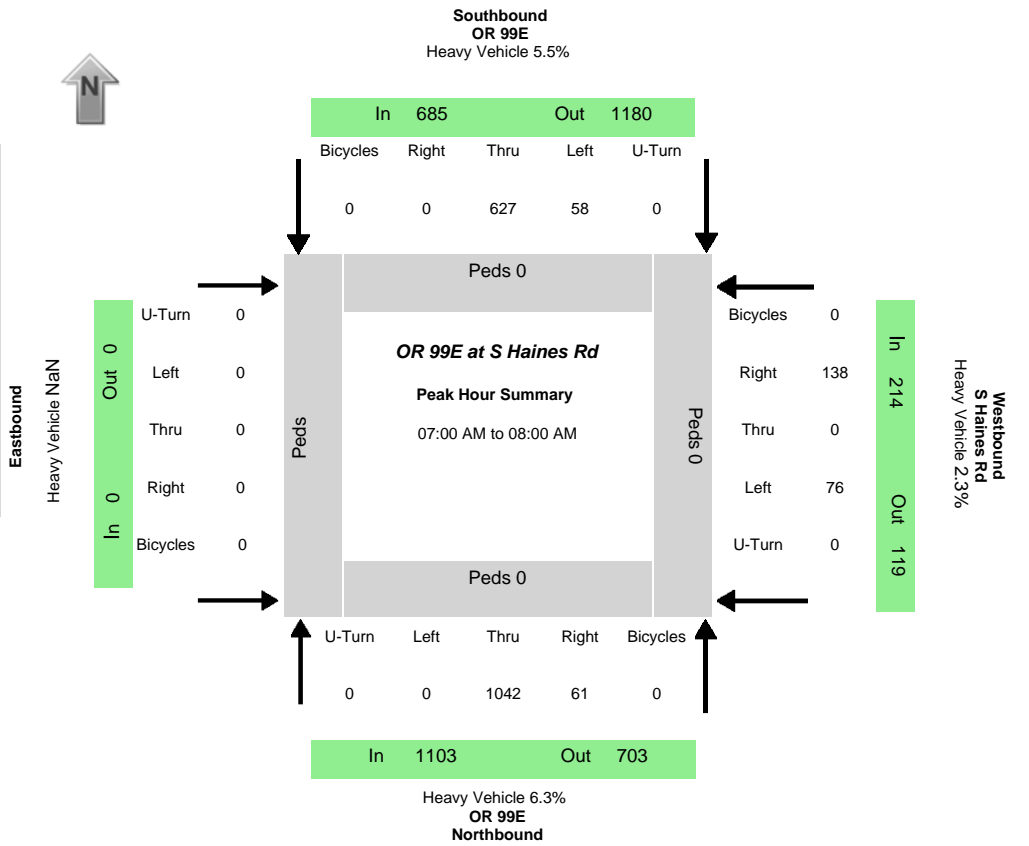 Southbound
OR 99E
Heavy Vehicle 5.5%
N
In 685 Out 1180
Bicycles Right Thru Left U-Turn
0 0 627 58 0
Peds 0
U-Turn 0
Left 0
Thru 0
Right 0
Bicycles 0
Out 0
In 0
Heavy Vehicle NaN
Eastbound
Peds
OR 99E at S Haines Rd
Peak Hour Summary
07:00 AM to 08:00 AM
Peds 0
Bicycles 0
Right 138
Thru 0
Left 76
U-Turn 0
In 214 Out 119
Westbound
S Haines Rd
Heavy Vehicle 2.3%
Peds 0
U-Turn Left Thru Right Bicycles
0 0 1042 61 0
In 1103 Out 703
Heavy Vehicle 6.3%
OR 99E
Northbound